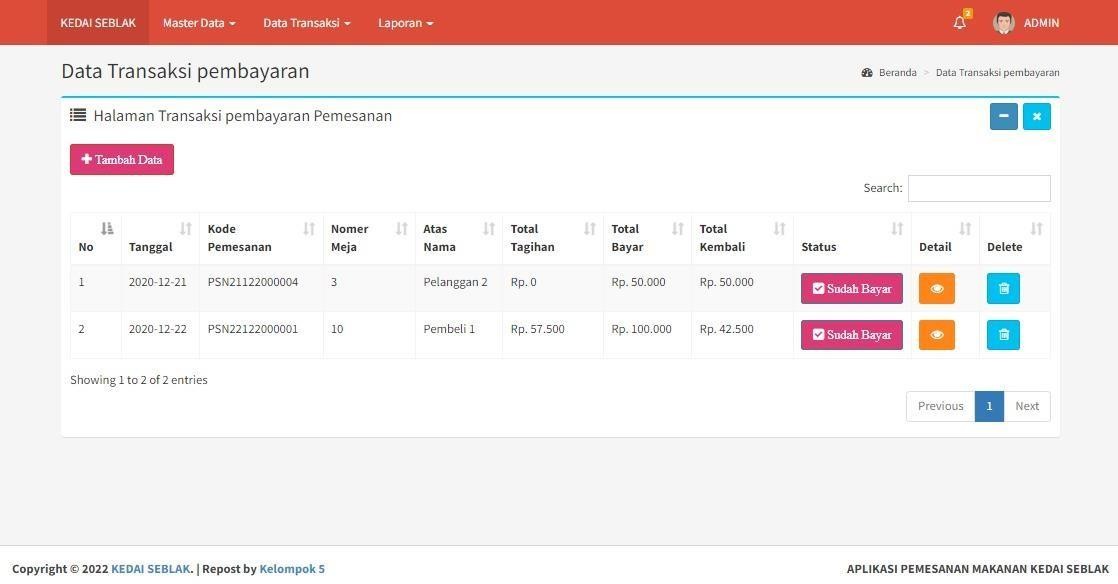 KEDAI SEBLAK Master Data Data Transaksi Laporan 2 ADMIN
Data Transaksi pembayaran Beranda > Data Transaksi pembayaran
Halaman Transaksi pembayaran Pemesanan
Tambah Data
Search:
No Tanggal Kode Pemesanan Nomer Meja Atas Nama Total Tagihan Total Bayar Total Kembali Status Detail Delete
1 2020-12-21 PSN21122000004 3 Pelanggan 2 Rp. 0 Rp. 50.000 Rp. 50.000 Sudah Bayar
2 2020-12-22 PSN22122000001 10 Pembeli 1 Rp. 57.500 Rp. 100.000 Rp. 42.500 Sudah Bayar
Showing 1 to 2 of 2 entries
Previous 1 Next
Copyright © 2022 KEDAI SEBLAK. | Repost by Kelompok 5 APLIKASI PEMESANAN MAKANAN KEDAI SEBLAK